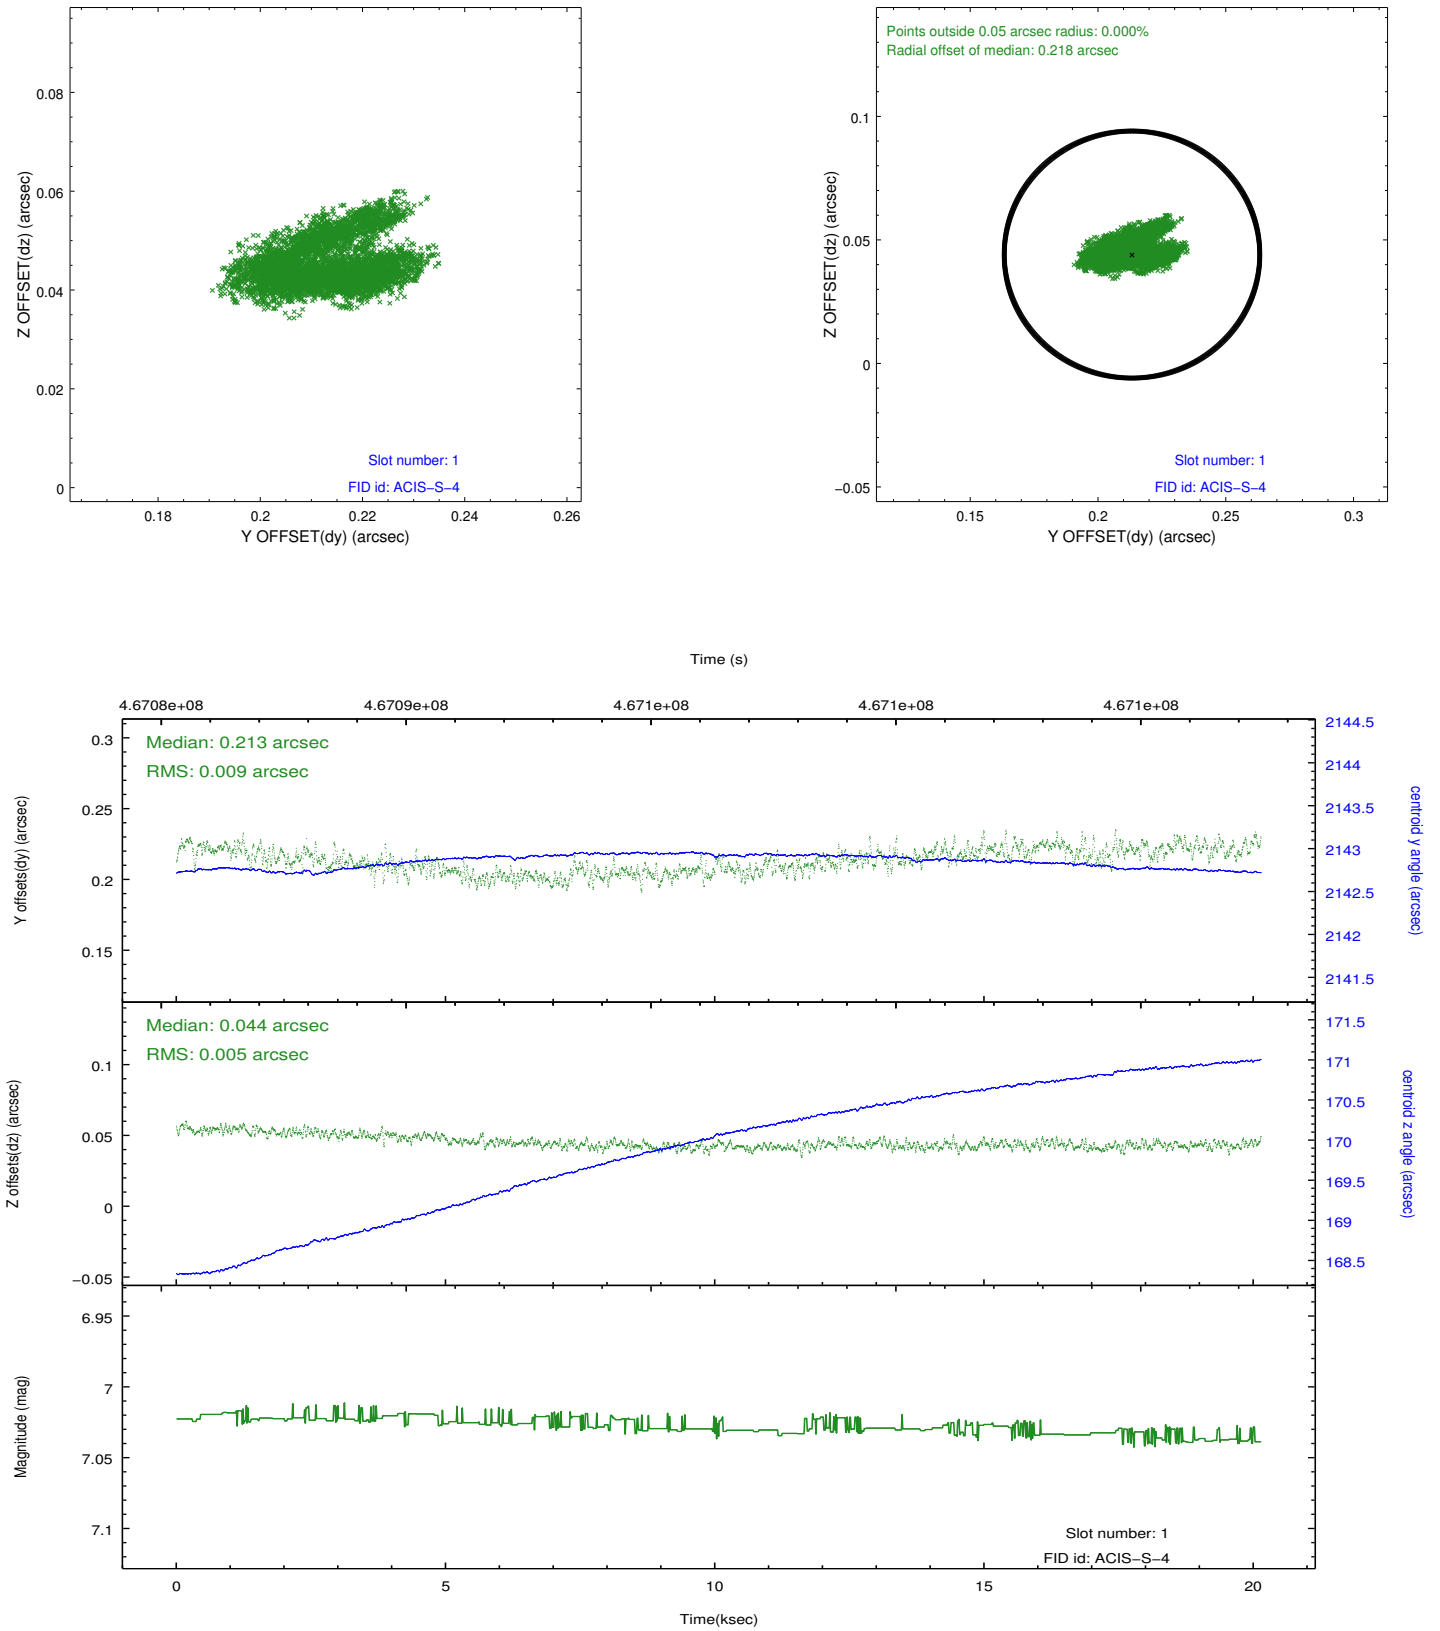 0.08
0.06
0.04
0.02
0
Z OFFSET(dz) (arcsec)
Slot number: 1
FID id: ACIS−S−4
0.18 0.2 0.22 0.24 0.26
Y OFFSET(dy) (arcsec)
Points outside 0.05 arcsec radius: 0.000%
Radial offset of median: 0.218 arcsec
0.1
0.05
0
−0.05
Z OFFSET(dz) (arcsec)
Slot number: 1
FID id: ACIS−S−4
0.15 0.2 0.25 0.3
Y OFFSET(dy) (arcsec)
Time (s)
4.6708e+08 4.6709e+08 4.671e+08 4.671e+08 4.671e+08
Median: 0.213 arcsec
RMS: 0.009 arcsec
0.3
0.25
0.2
0.15
Y offsets(dy) (arcsec)
2144.5
2144
2143.5
2143
2142.5
2142
2141.5
centroid y angle (arcsec)
Median: 0.044 arcsec
RMS: 0.005 arcsec
0.1
0.05
0
−0.05
Z offsets(dz) (arcsec)
171.5
171
170.5
170
169.5
169
168.5
centroid z angle (arcsec)
6.95
7
7.05
7.1
Magnitude (mag)
Slot number: 1
FID id: ACIS−S−4
0 5 10 15 20
Time(ksec)